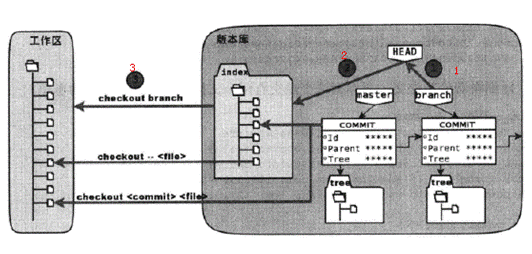 工作区
版本库
3
2
HEAD
1
index
master
branch
checkout branch
COMMIT
COMMIT
Id *****
Id *****
Parent *****
Parent *****
checkout -- <file>
Tree *****
Tree *****
tree
tree
checkout <commit> <file>